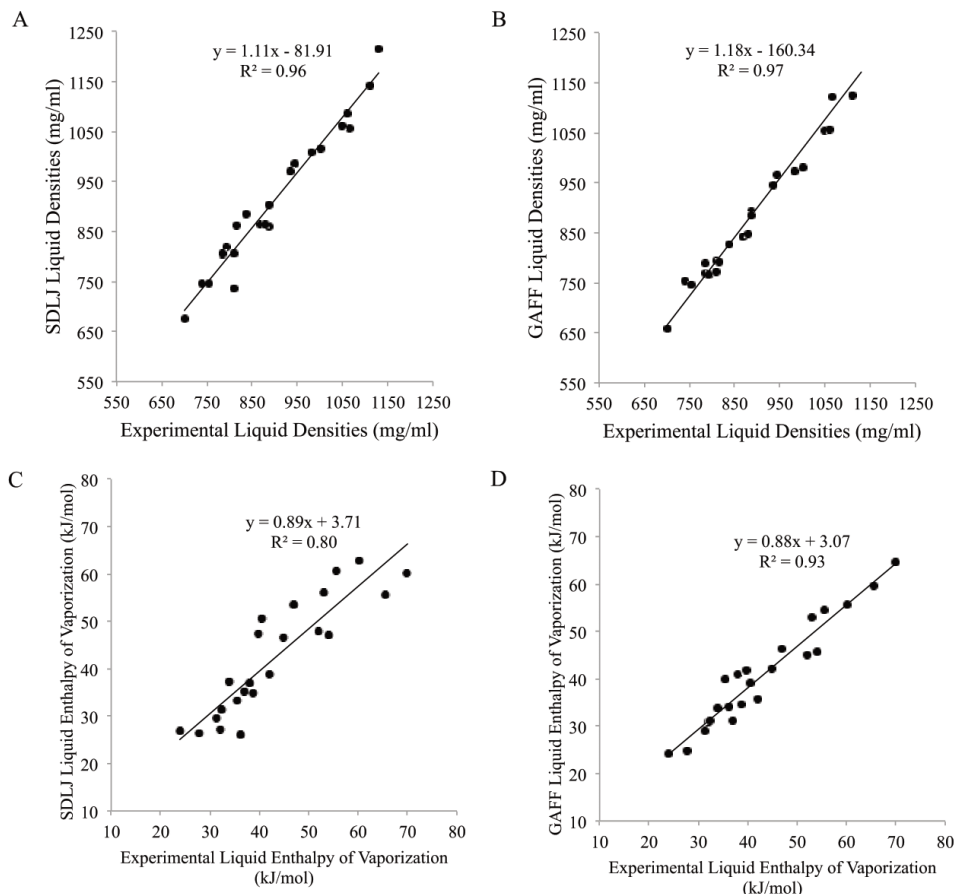 A
y = 1.11x - 81.91
R² = 0.96
SDLJ Liquid Densities (mg/ml)
1250
1150
1050
950
850
750
650
550
550 650 750 850 950 1050 1150 1250
Experimental Liquid Densities (mg/ml)
B
y = 1.18x - 160.34
R² = 0.97
GAFF Liquid Densities (mg/ml)
1250
1150
1050
950
850
750
650
550
550 650 750 850 950 1050 1150 1250
Experimental Liquid Densities (mg/ml)
C
y = 0.89x + 3.71
R² = 0.80
SDLJ Liquid Enthalpy of Vaporization (kJ/mol)
80
70
60
50
40
30
20
10
10 20 30 40 50 60 70 80
Experimental Liquid Enthalpy of Vaporization
(kJ/mol)
D
y = 0.88x + 3.07
R² = 0.93
GAFF Liquid Enthalpy of Vaporization (kJ/mol)
80
70
60
50
40
30
20
10
10 20 30 40 50 60 70 80
Experimental Liquid Enthalpy of Vaporization
(kJ/mol)